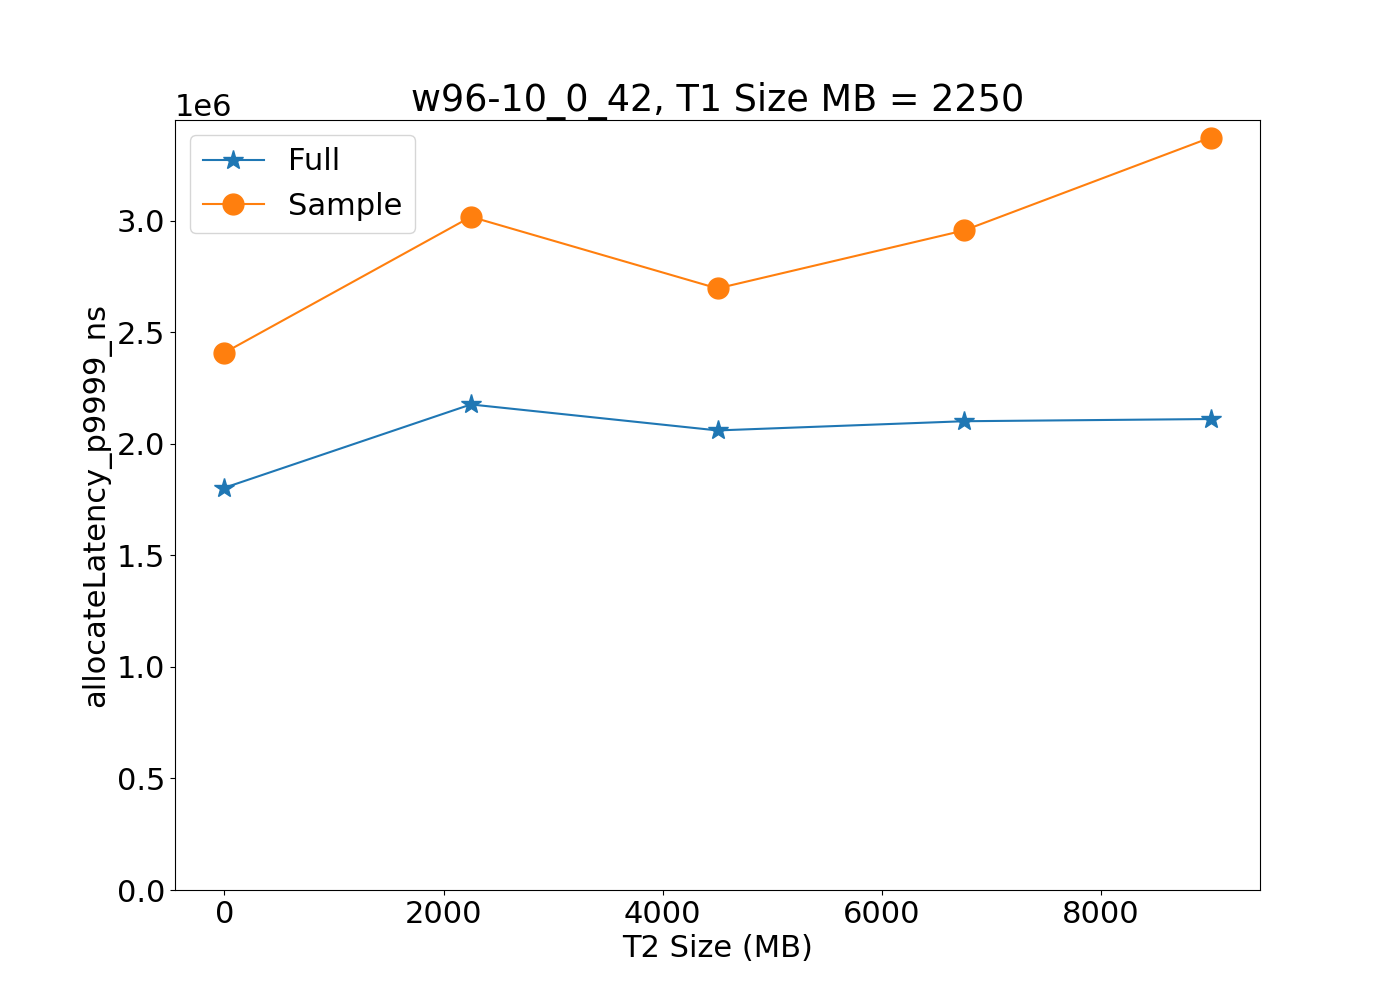 w96-10_0_42, T1 Size MB = 2250
1e6
Full
Sample
3.0
2.5
2.0
1.5
1.0
0.5
0.0
allocateLatency_p9999_ns
0 2000 4000 6000 8000
T2 Size (MB)